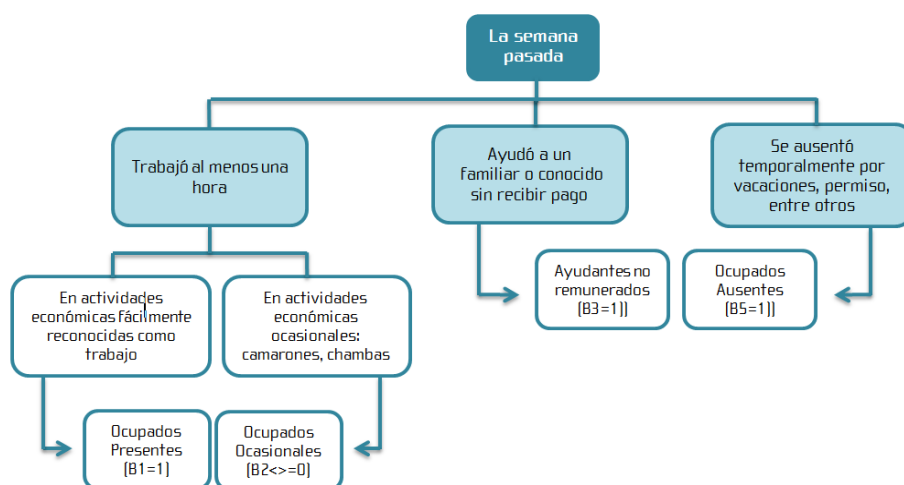 La semana
pasada
Trabajó al menos una
hora
Ayudó a un
familiar o conocido
sin recibir pago
Se ausentó
temporalmente por
vacaciones, permiso,
entre otros
En actividades
económicas fácilmente
reconocidas como
trabajo
En actividades
económicas
ocasionales:
camarones, chambas
Ayudantes no
remunerados
(B3=1))
Ocupados
Ausentes
(B5=1))
Ocupados
Presentes
(B1=1)
Ocupados
Ocasionales
(B2<>=0)